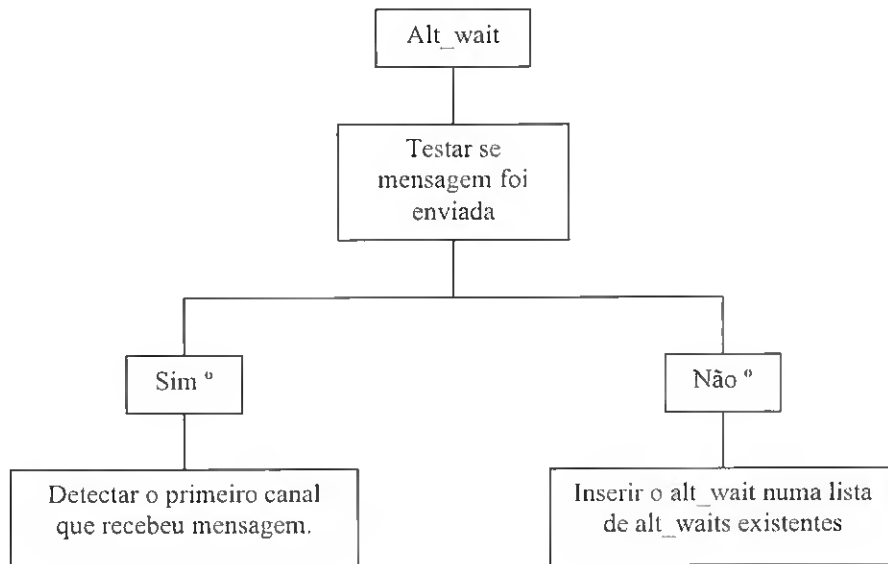 Alt_wait
Testar se
mensagem foi
enviada
Sim º
Não º
Detectar o primeiro canal
que recebeu mensagem.
Inserir o alt_wait numa lista
de alt_waits existentes